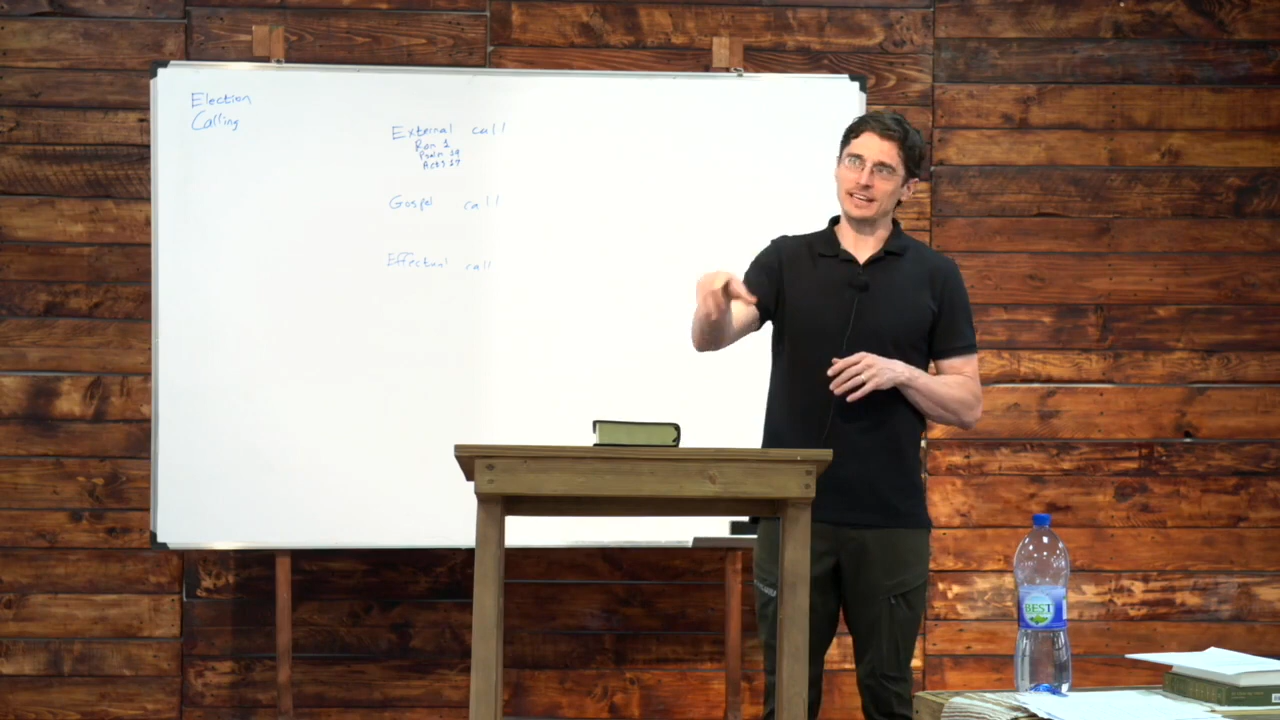 Election
Calling
External call
Rom 1
Psalm 19
Acts 17
Gospel call
Effectual call
BEST